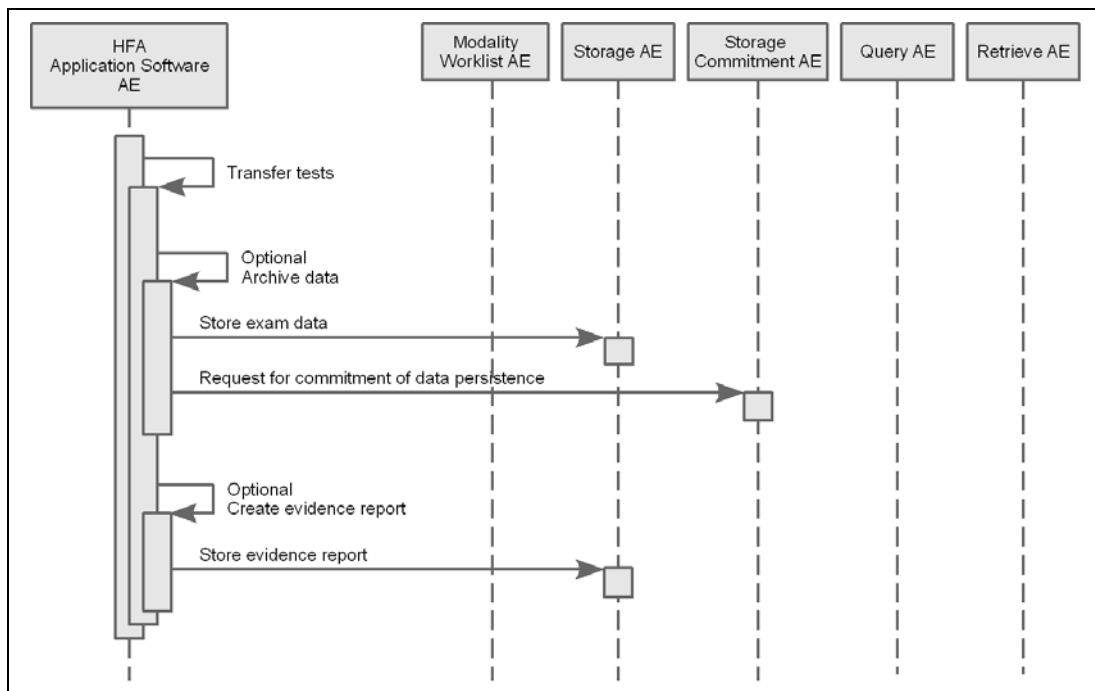 HFA
Application Software
AE
Modality
Worklist AE
Storage AE
Storage
Commitment AE
Query AE
Retrieve AE
Transfer tests
Optional
Archive data
Store exam data
Request for commitment of data persistence
Optional
Create evidence report
Store evidence report